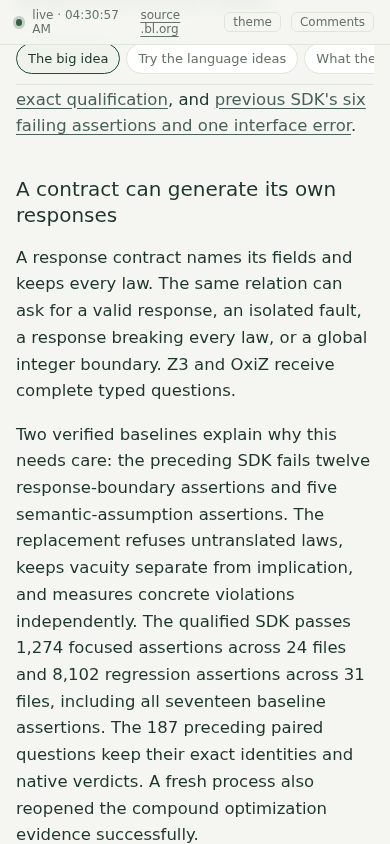 live · 04:30:57 AM
source.bl.org
theme
Comments
The big idea
Try the language ideas
What the
exact qualification, and previous SDK's six
failing assertions and one interface error.
A contract can generate its own
responses
A response contract names its fields and
keeps every law. The same relation can
ask for a valid response, an isolated fault,
a response breaking every law, or a global
integer boundary. Z3 and OxiZ receive
complete typed questions.
Two verified baselines explain why this
needs care: the preceding SDK fails twelve
response-boundary assertions and five
semantic-assumption assertions. The
replacement refuses untranslated laws,
keeps vacuity separate from implication,
and measures concrete violations
independently. The qualified SDK passes
1,274 focused assertions across 24 files
and 8,102 regression assertions across 31
files, including all seventeen baseline
assertions. The 187 preceding paired
questions keep their exact identities and
native verdicts. A fresh process also
reopened the compound optimization
evidence successfully.